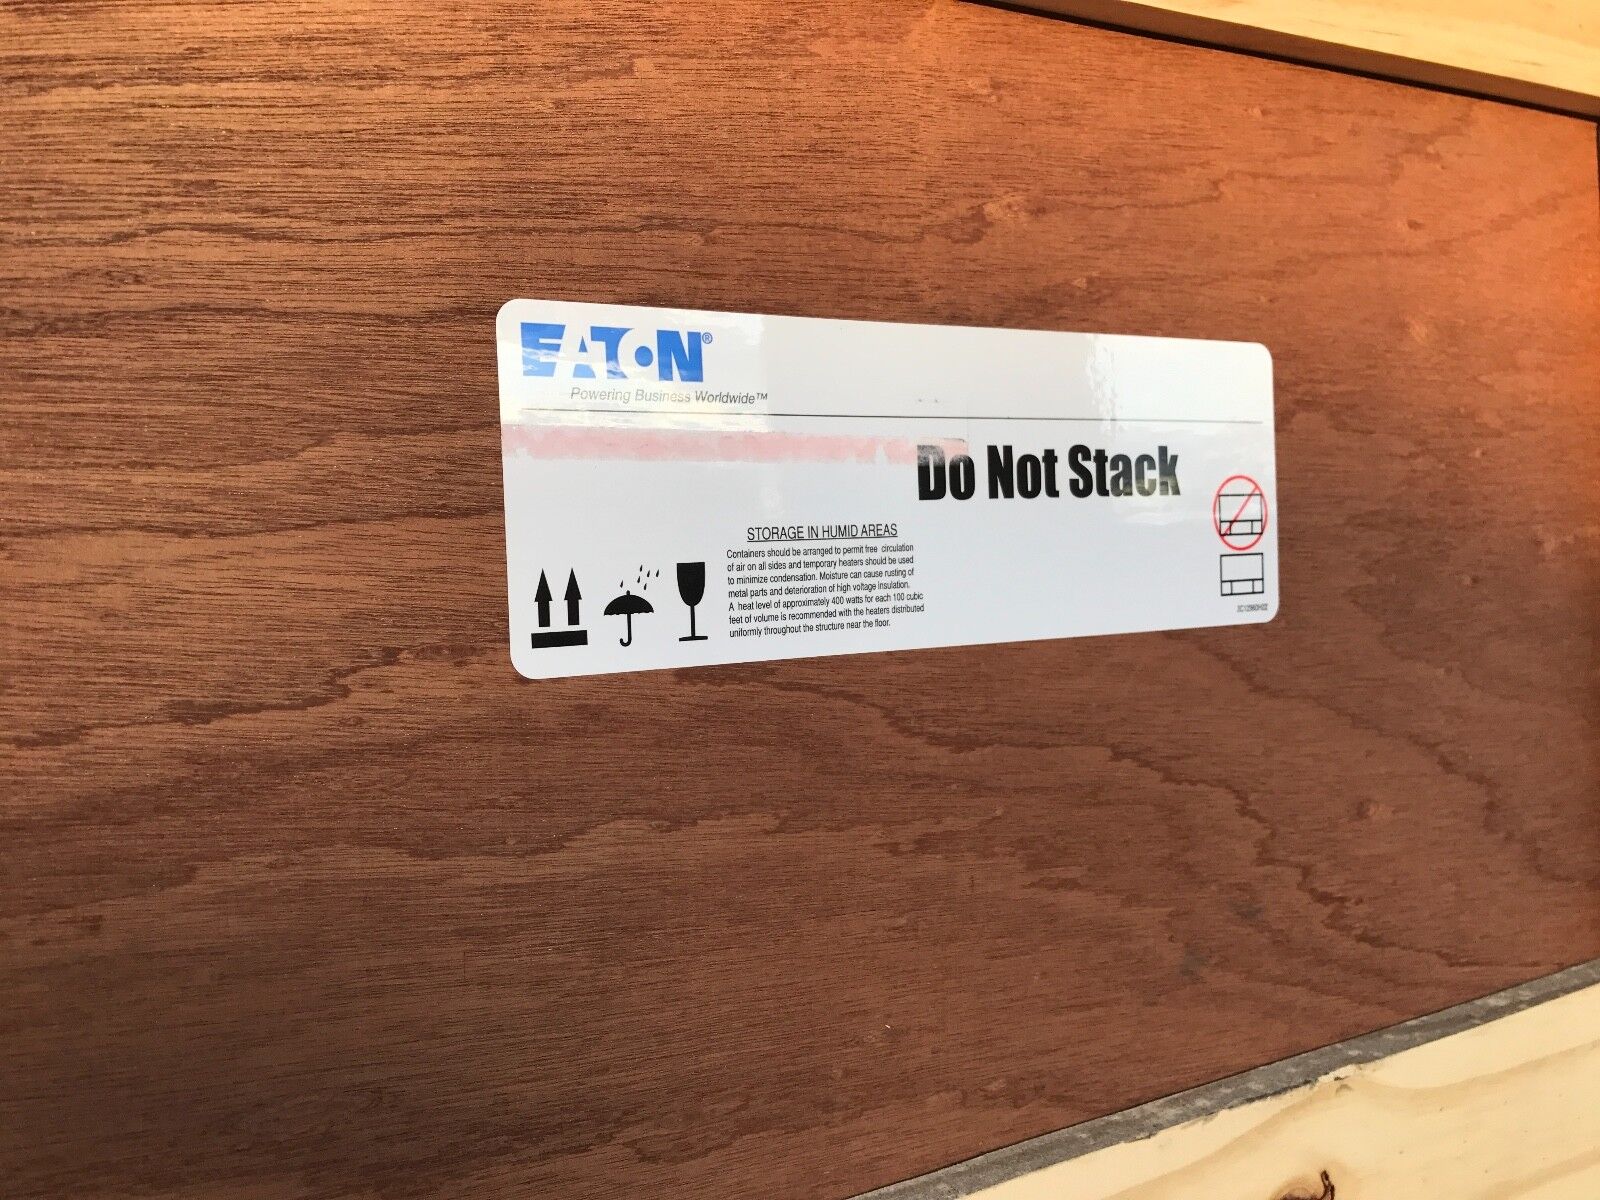 EATON®
Powering Business Worldwide™
Do Not Stack
STORAGE IN HUMID AREAS
Containers should be arranged to permit free circulation
of air on all sides and temporary heaters should be used
to minimize condensation. Moisture can cause rusting of
metal parts and deterioration of high voltage insulation.
A heat level of approximately 400 watts for each 100 cubic
feet of volume is recommended with the heaters distributed
uniformly throughout the structure near the floor.